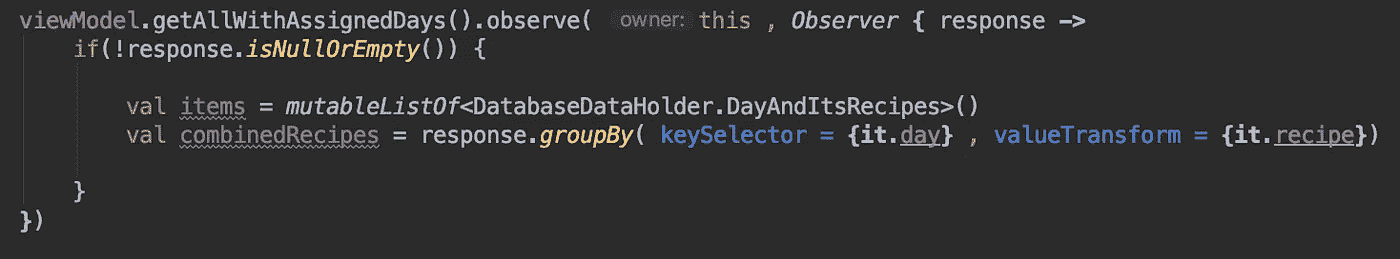 viewModel.getAllWithAssignedDays().observe( owner: this , Observer { response ->
if(!response.isNullOrEmpty()) {
val items = mutableListOf<DatabaseDataHolder.DayAndItsRecipes>()
val combinedRecipes = response.groupBy( keySelector = {it.day} , valueTransform = {it.recipe})
}
})